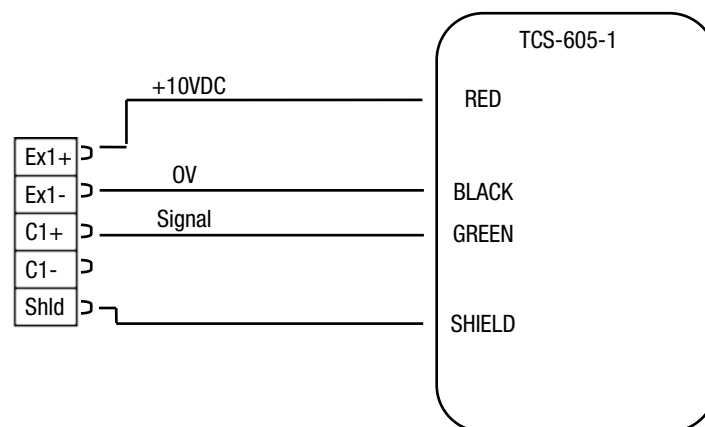 TCS-605-1
+10VDC
RED
Ex1+
Ex1-
0V
BLACK
C1+
Signal
GREEN
C1-
Shld
SHIELD